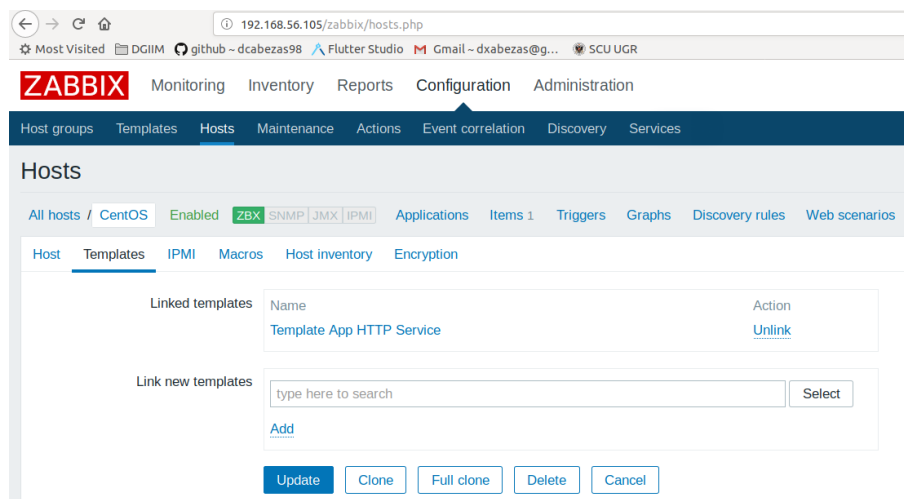 192.168.56.105/zabbix/hosts.php
Most Visited DGIIM github ~ dcabezas98 Flutter Studio Gmail ~ dxabezas@g... SCU UGR
ZABBIX Monitoring Inventory Reports Configuration Administration
Host groups Templates Hosts Maintenance Actions Event correlation Discovery Services
Hosts
All hosts / CentOS Enabled ZBX SNMP JMX IPMI Applications Items 1 Triggers Graphs Discovery rules Web scenarios
Host Templates IPMI Macros Host inventory Encryption
Linked templates Name Action
Template App HTTP Service Unlink
Link new templates type here to search Select
Add
Update Clone Full clone Delete Cancel